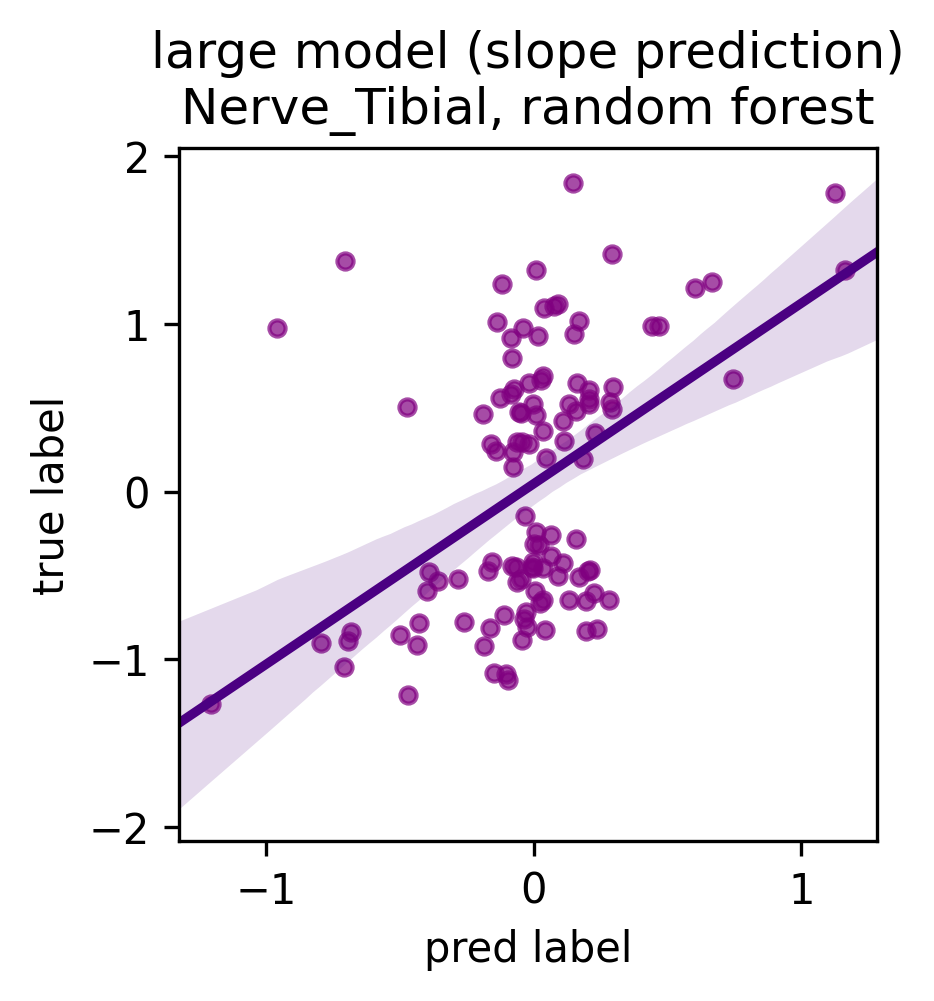 large model (slope prediction)
Nerve_Tibial, random forest
2
1
0
−1
−2
true label
−1
0
1
pred label